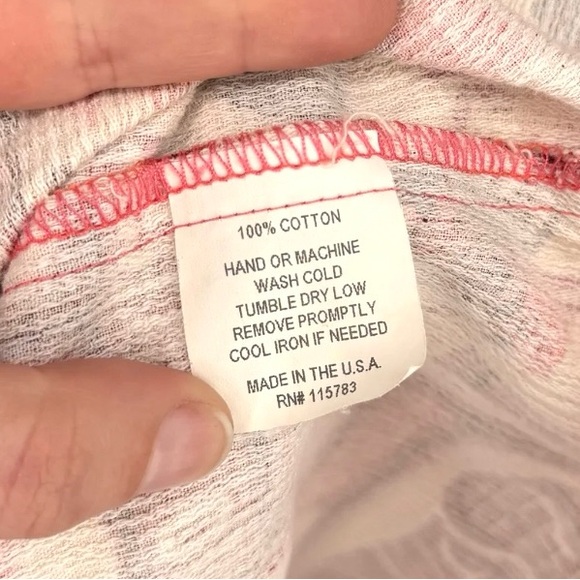 100% COTTON
HAND OR MACHINE
WASH COLD
TUMBLE DRY LOW
REMOVE PROMPTLY
COOL IRON IF NEEDED
MADE IN THE U.S.A.
RN# 115783